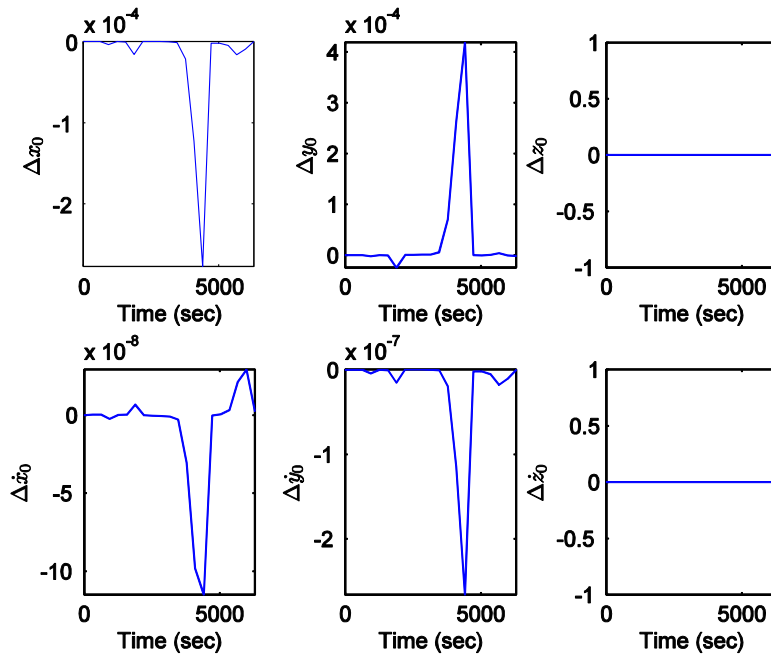 x 10⁻⁴
0
-1
-2
Δx₀
0 5000
Time (sec)
x 10⁻⁴
4
3
2
1
0
Δy₀
0 5000
Time (sec)
1
0.5
0
-0.5
-1
Δz₀
0 5000
Time (sec)
x 10⁻⁸
0
-5
-10
Δẋ₀
0 5000
Time (sec)
x 10⁻⁷
0
-1
-2
Δẏ₀
0 5000
Time (sec)
1
0.5
0
-0.5
-1
Δż₀
0 5000
Time (sec)